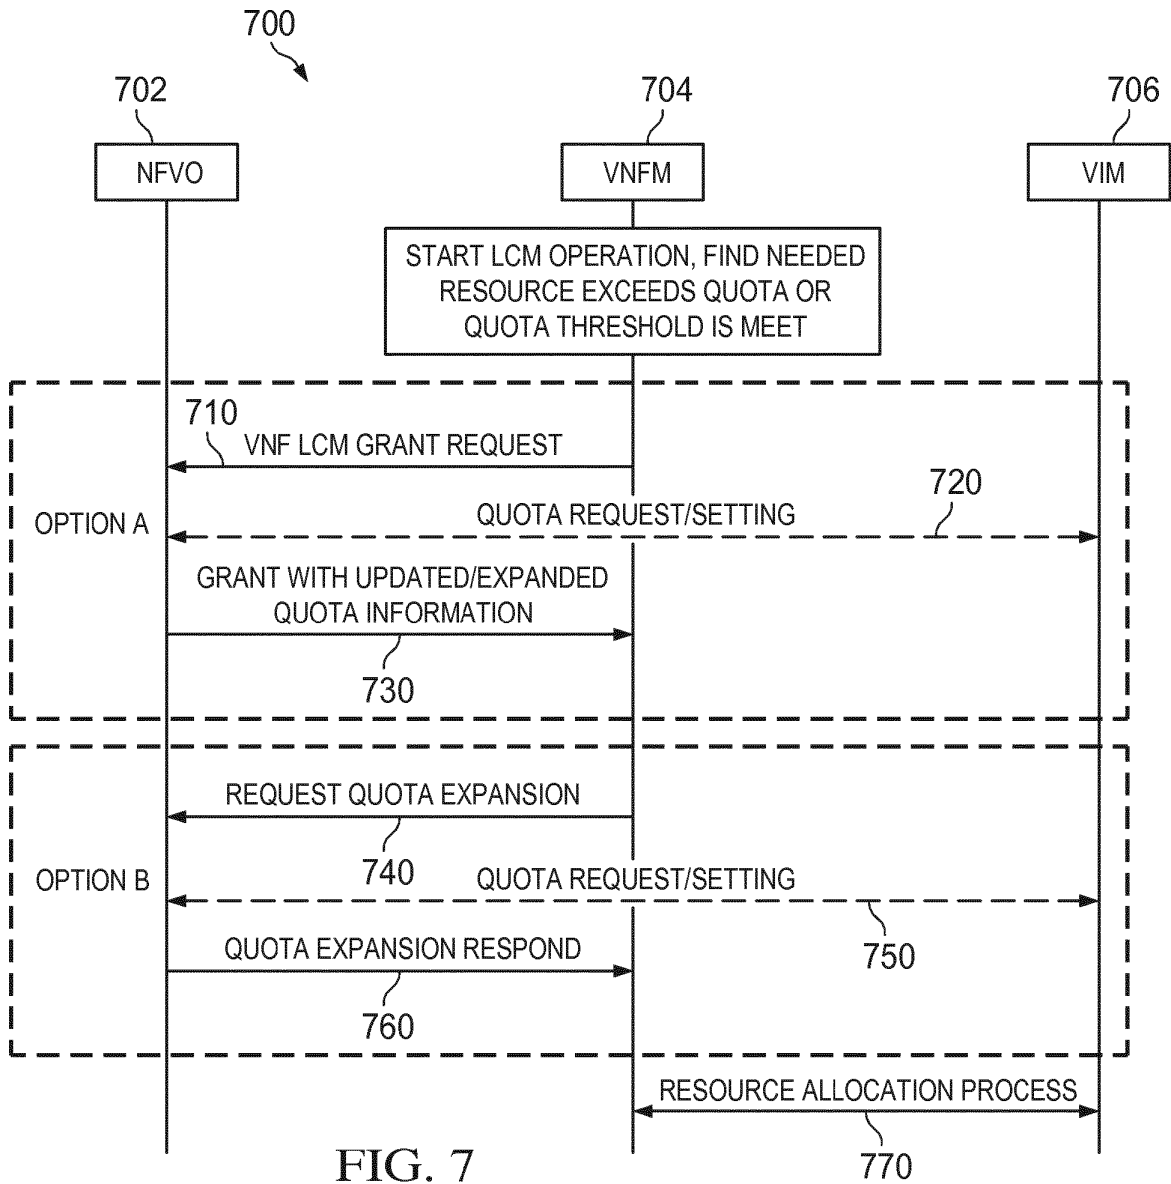 700
702
704
706
NFVO
VNFM
VIM
START LCM OPERATION, FIND NEEDED
RESOURCE EXCEEDS QUOTA OR
QUOTA THRESHOLD IS MEET
710
VNF LCM GRANT REQUEST
720
QUOTA REQUEST/SETTING
OPTION A
GRANT WITH UPDATED/EXPANDED
QUOTA INFORMATION
730
REQUEST QUOTA EXPANSION
740
OPTION B
QUOTA REQUEST/SETTING
750
QUOTA EXPANSION RESPOND
760
RESOURCE ALLOCATION PROCESS
770
FIG. 7